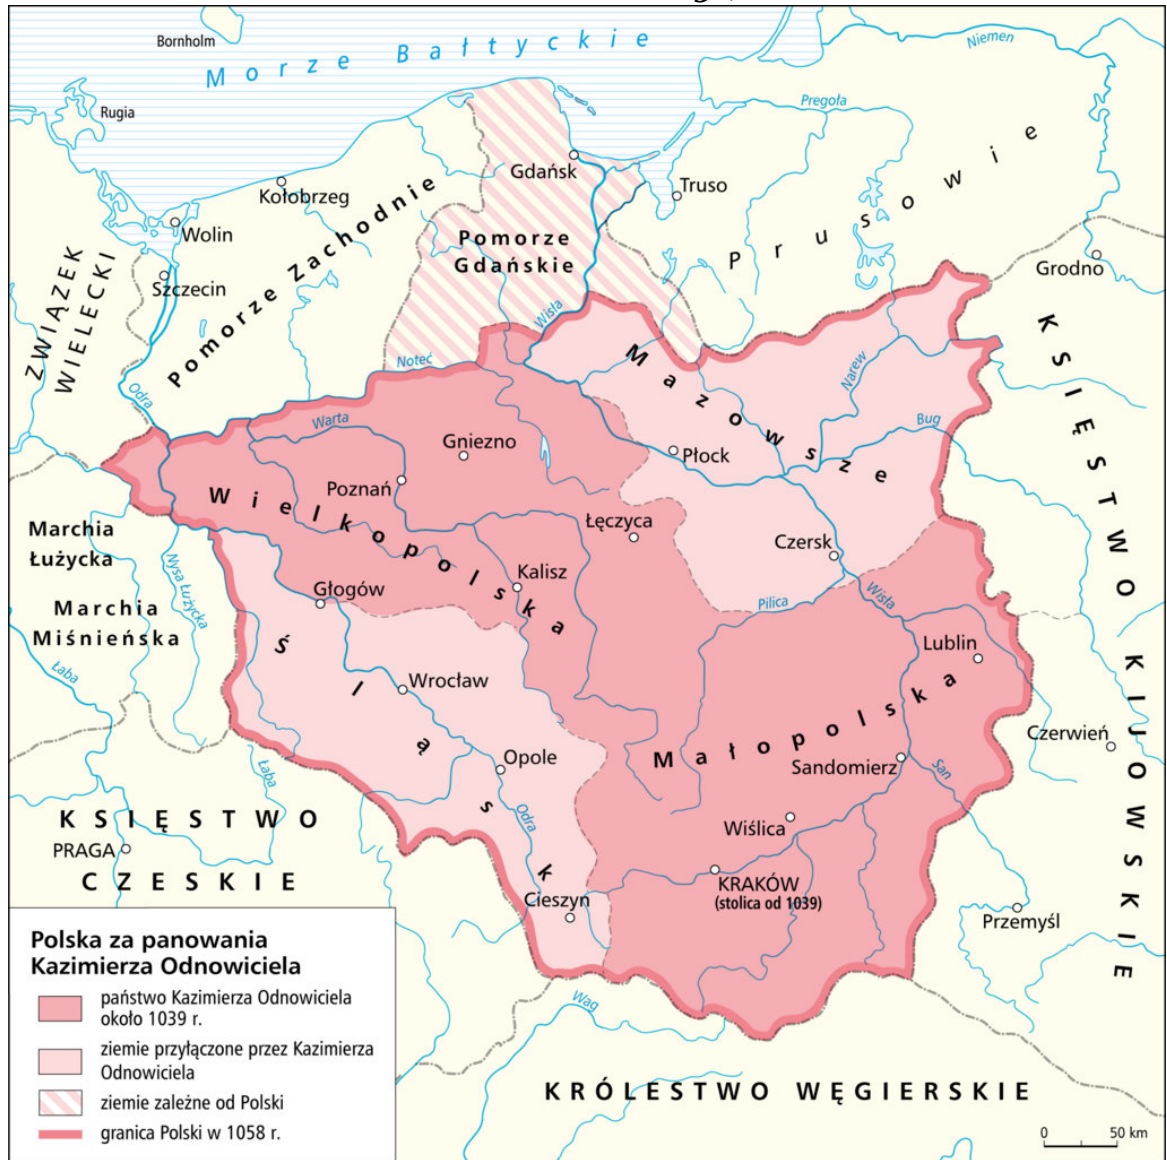 Bornholm
Morze Bałtyckie
Niemen
Rugia
Pregoła
Prusowie
Gdańsk
Truso
Kołobrzeg
Wolin
Szczecin
Pomorze Zachodnie
Pomorze
Gdańskie
Grodno
ZWIĄZEK
WIELECKI
Odra
Noteć
Wisła
Mazowsze
Narew
Bug
KSIĘSTWO KIJOWSKIE
Warta
Gniezno
Płock
Poznań
Wielkopolska
Łęczyca
Czersk
Marchia
Łużycka
Nysa Łużycka
Kalisz
Głogów
Pilica
Wisła
Marchia
Miśnieńska
Łaba
Śląsk
Lublin
Wrocław
Małopolska
Czerwień
Opole
Sandomierz
San
Łaba
Odra
Wiślica
KSIĘSTWO
PRAGA
CZESKIE
KRAKÓW
(stolica od 1039)
Cieszyn
Przemyśl
Wag
KRÓLESTWO WĘGIERSKIE
Polska za panowania
Kazimierza Odnowiciela
państwo Kazimierza Odnowiciela
około 1039 r.
ziemie przyłączone przez Kazimierza
Odnowiciela
ziemie zależne od Polski
granica Polski w 1058 r.
0 50 km